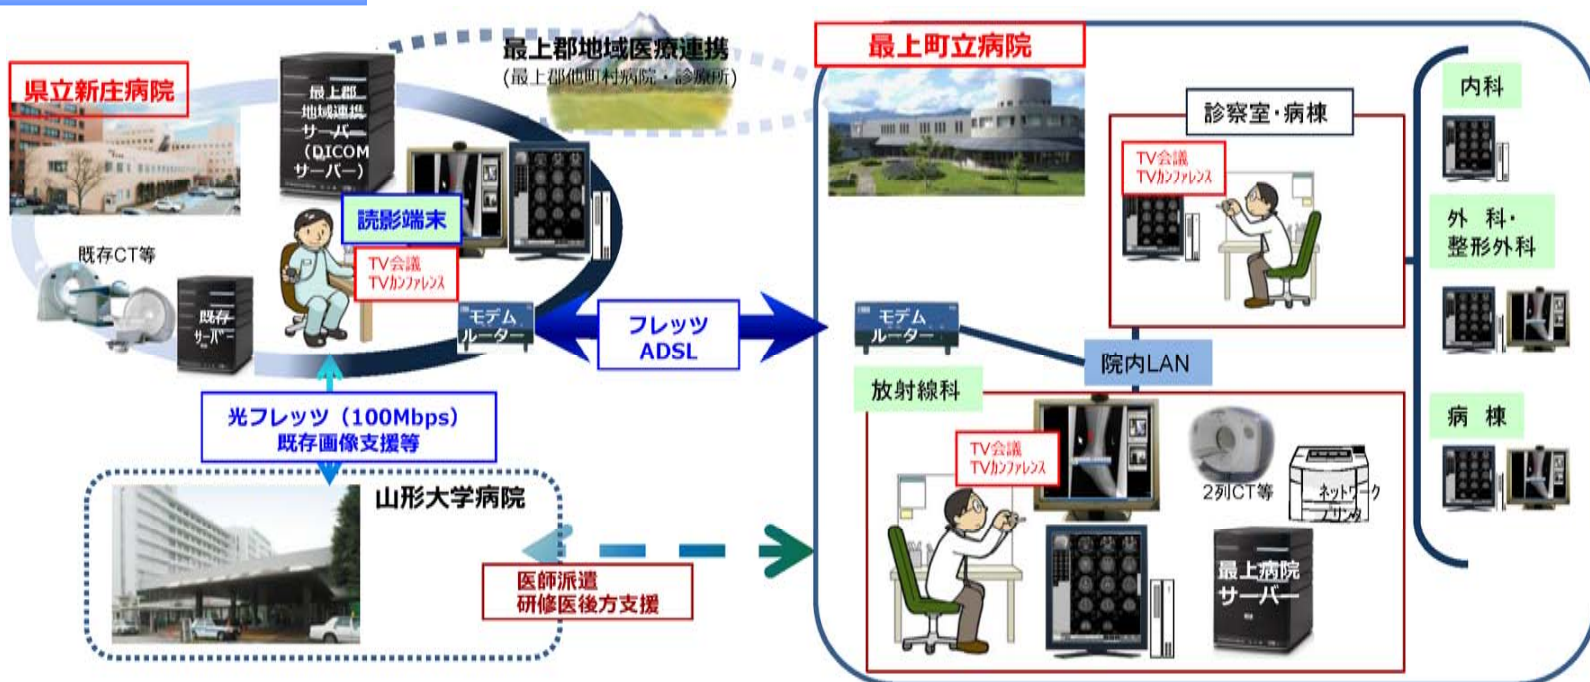 県立新庄病院
最上郡
地域連携
サーバー
（DICOM
サーバー）
最上郡地域医療連携
(最上郡他町村病院・診療所)
読影端末
TV会議
TVｶﾝﾌｧﾚﾝｽ
既存CT等
既存
サーバー
モデム
ルーター
フレッツ
ADSL
光フレッツ（100Mbps）
既存画像支援等
山形大学病院
医師派遣
研修医後方支援
最上町立病院
診察室･病棟
TV会議
TVｶﾝﾌｧﾚﾝｽ
モデム
ルーター
院内LAN
放射線科
TV会議
TVｶﾝﾌｧﾚﾝｽ
2列CT等
ネットワーク
プリンタ
最上病院
サーバー
内科
外 科･
整形外科
病 棟